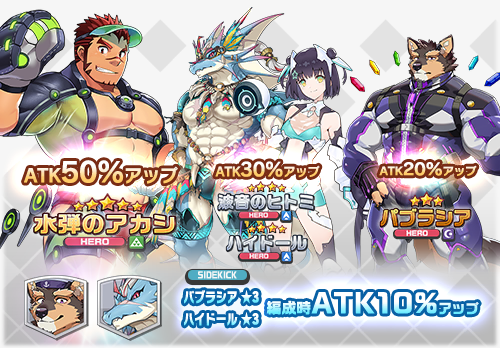 ATK50%アップ
水弾のアカシ
HERO
ATK30%アップ
波音のヒトミ
HERO
ハイドール
HERO
ATK20%アップ
パブラシア
HERO
SIDEKICK
パブラシア ★3
ハイドール ★3
編成時ATK10%アップ